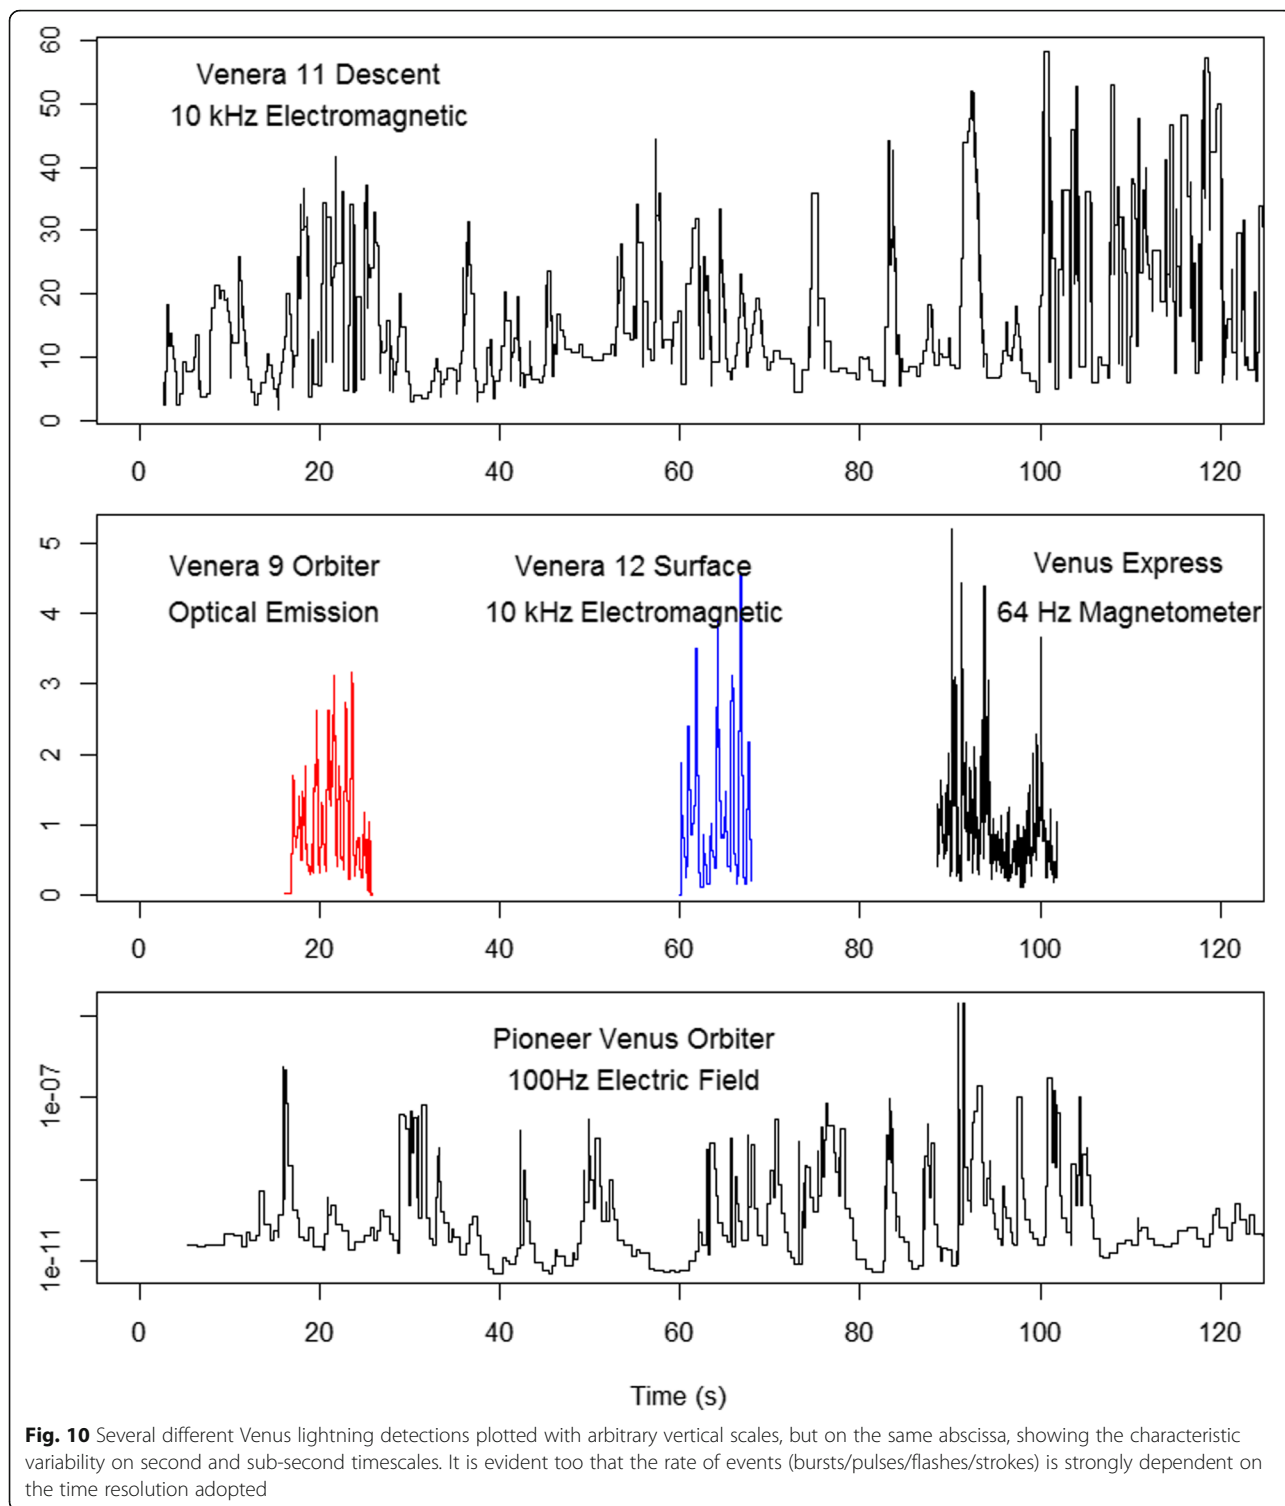 60
50
40
30
20
10
0
Venera 11 Descent
10 kHz Electromagnetic
0 20 40 60 80 100 120
5
4
3
2
1
0
Venera 9 Orbiter
Optical Emission
Venera 12 Surface
10 kHz Electromagnetic
Venus Express
64 Hz Magnetometer
0 20 40 60 80 100 120
1e-07
1e-11
Pioneer Venus Orbiter
100Hz Electric Field
0 20 40 60 80 100 120
Time (s)
Fig. 10 Several different Venus lightning detections plotted with arbitrary vertical scales, but on the same abscissa, showing the characteristic
variability on second and sub-second timescales. It is evident too that the rate of events (bursts/pulses/flashes/strokes) is strongly dependent on
the time resolution adopted